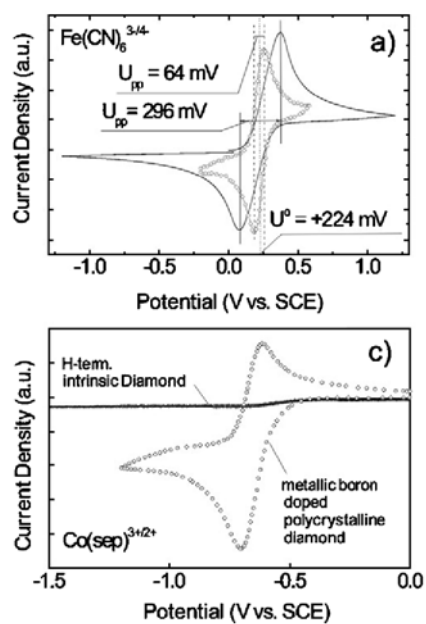 Fe(CN)₆ ³⁻/⁴⁻
a)
Uₚₚ = 64 mV
Uₚₚ = 296 mV
U⁰ = +224 mV
Current Density (a.u.)
-1.0 -0.5 0.0 0.5 1.0
Potential (V vs. SCE)
c)
H-term.
intrinsic Diamond
metallic boron
doped
polycrystalline
diamond
Co(sep)³⁺/²⁺
Current Density (a.u.)
-1.5 -1.0 -0.5 0.0
Potential (V vs. SCE)